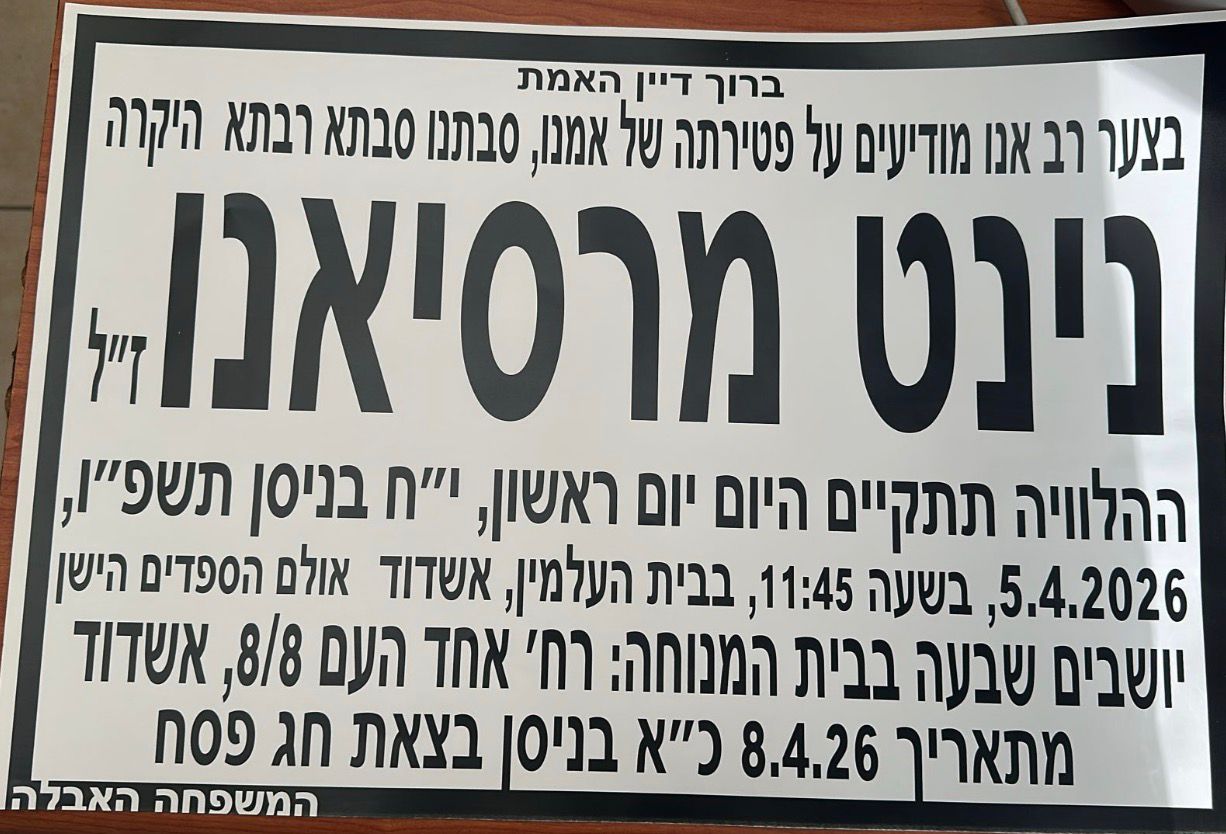 ברוך דיין האמת
בצער רב אנו מודיעים על פטירתה של אמנו, סבתנו סבתא רבתא היקרה
נינט מרסיאנו ז״ל
ההלוויה תתקיים היום יום ראשון, י״ח בניסן תשפ״ו,
5.4.2026, בשעה 11:45, בבית העלמין, אשדוד אולם הספדים הישן
יושבים שבעה בבית המנוחה: רח׳ אחד העם 8/8, אשדוד
מתאריך 8.4.26 כ״א בניסן בצאת חג פסח
המשפחה האבלה